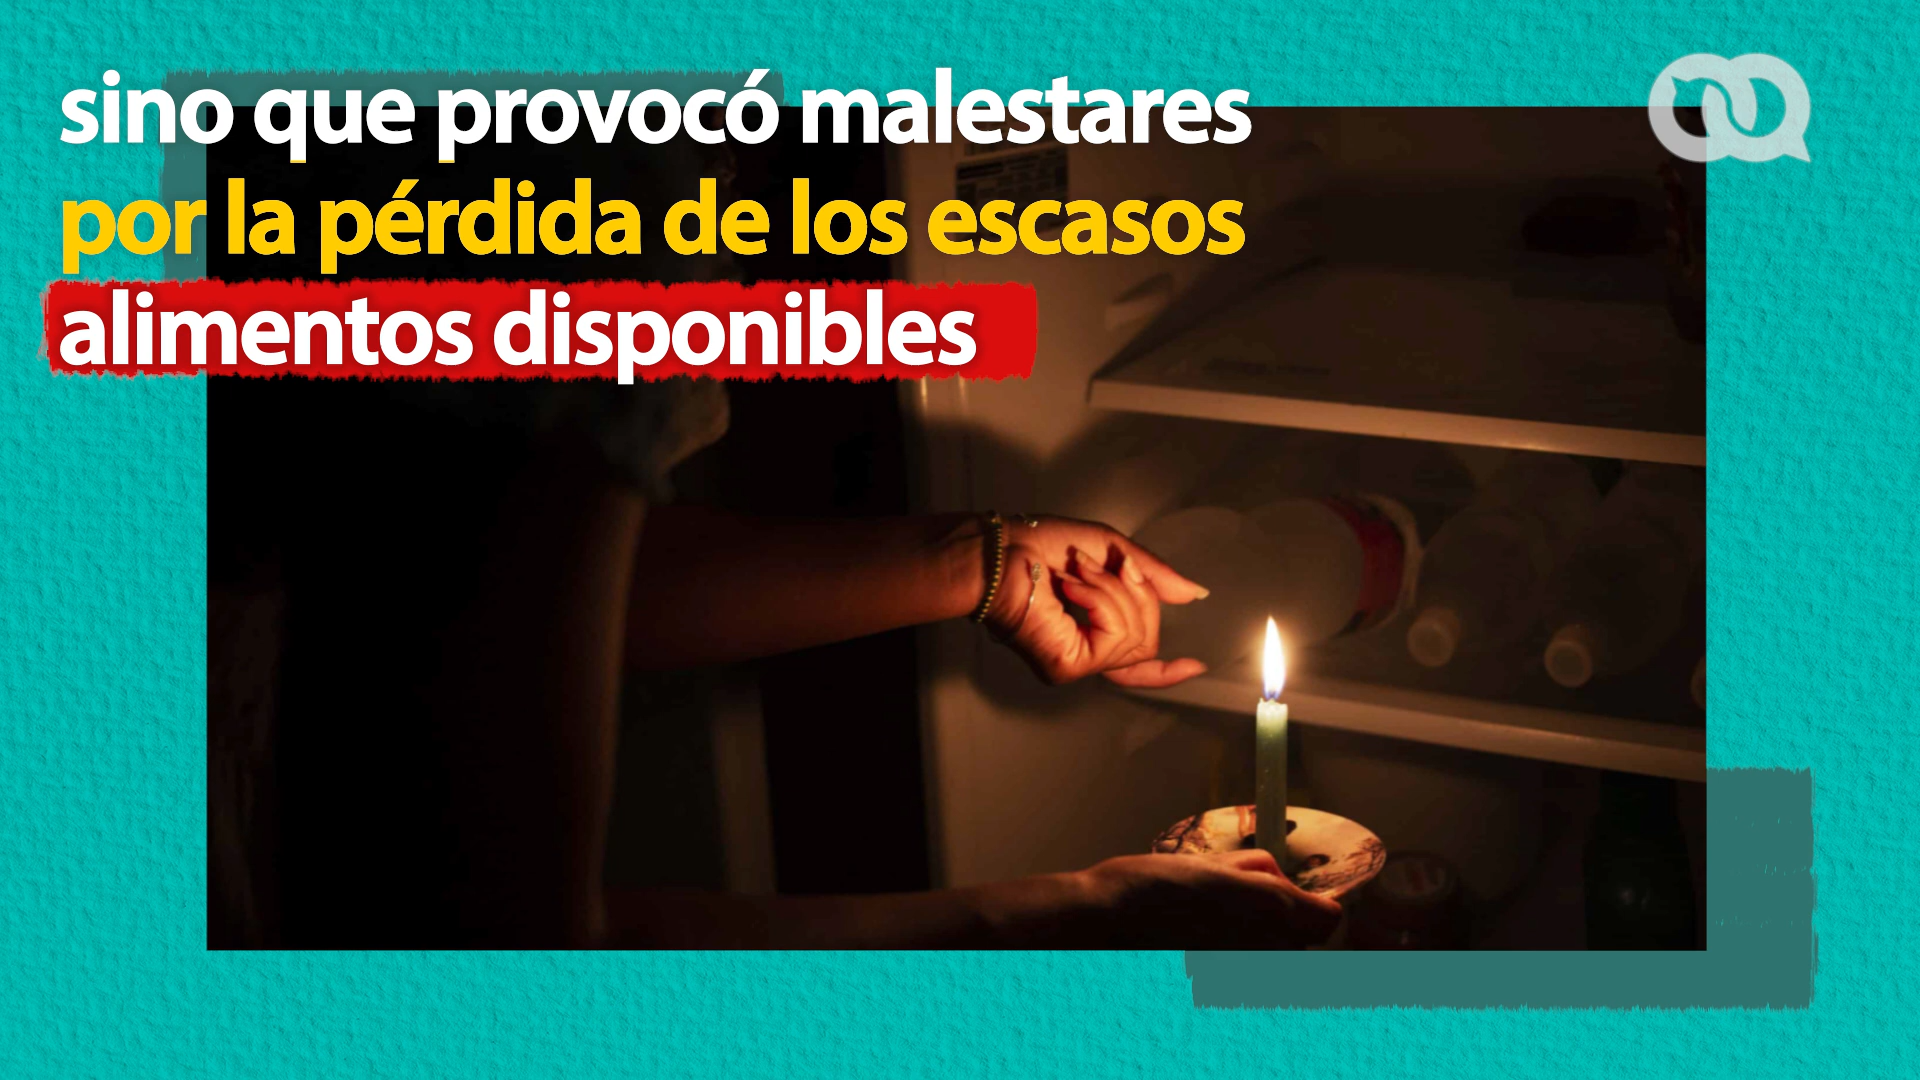 sino que provocó malestares
por la pérdida de los escasos
alimentos disponibles